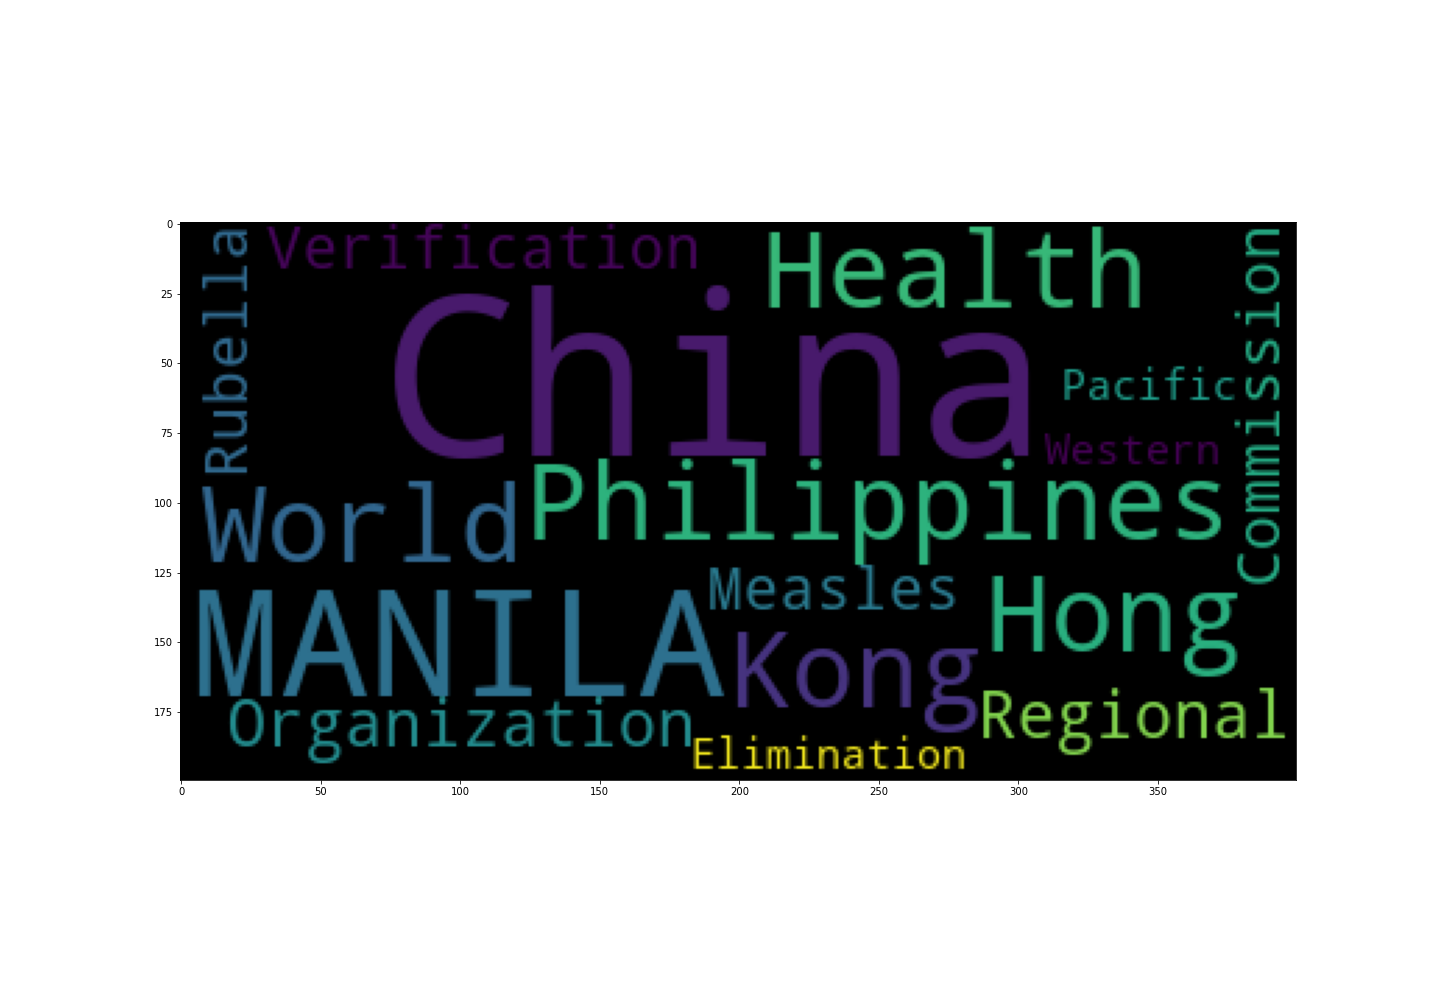 Verification
Health
Rubella
Commission
China
Pacific
Western
World
Philippines
Measles
Hong
MANILA
Kong
Organization
Regional
Elimination
0
25
50
75
100
125
150
175
0 50 100 150 200 250 300 350